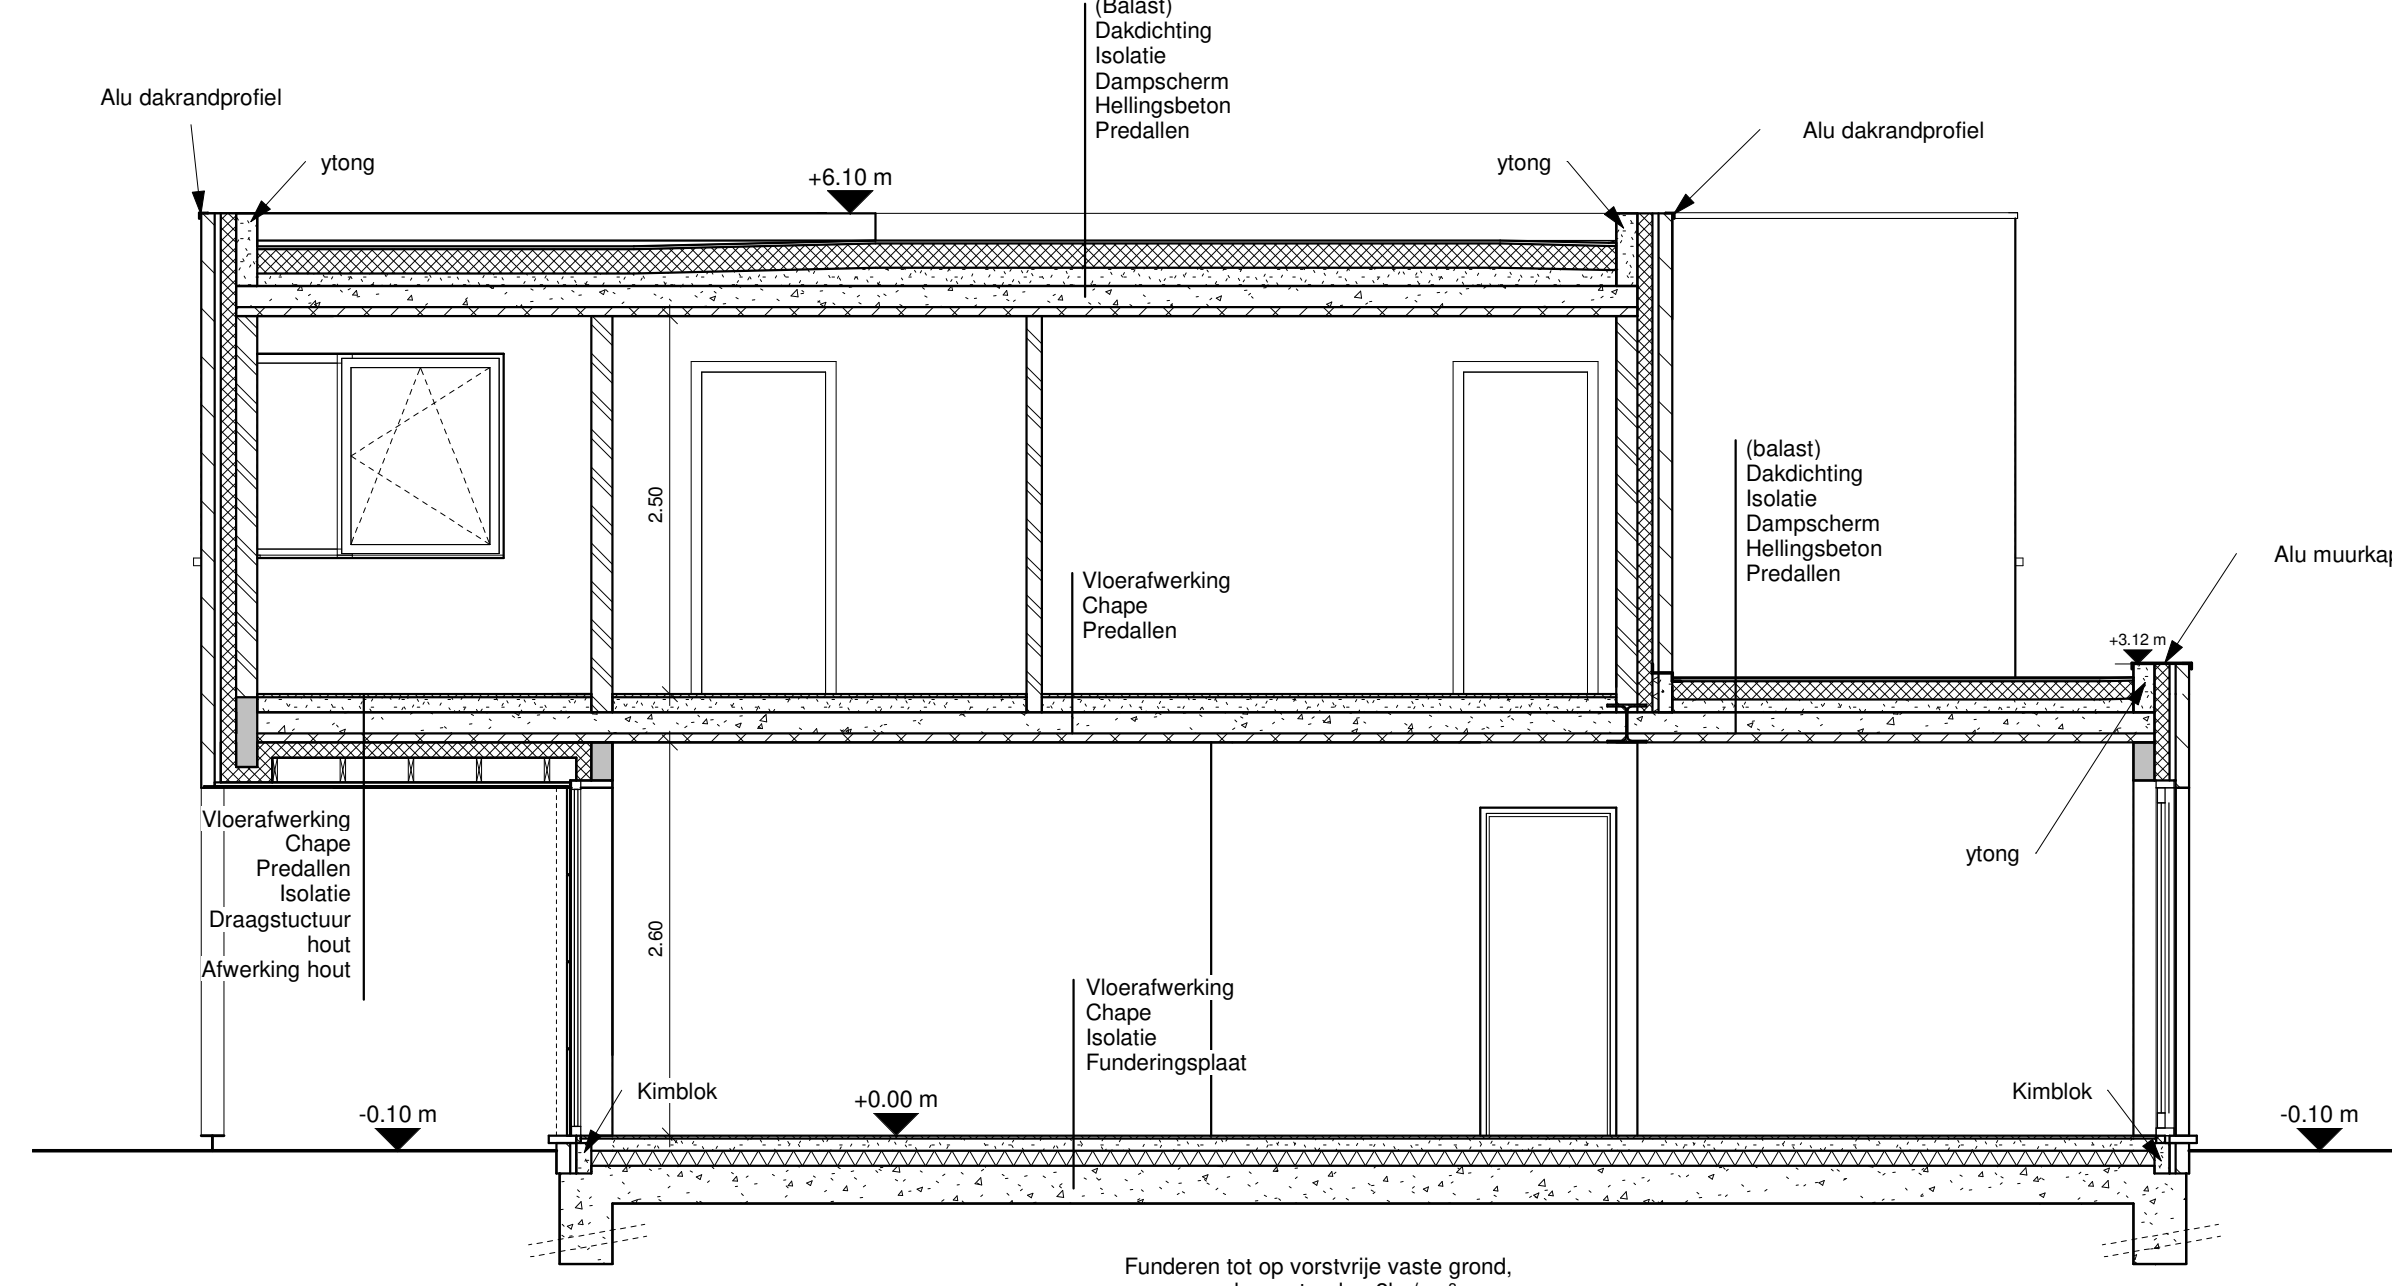 (Balast)
Dakdichting
Isolatie
Dampscherm
Hellingsbeton
Predallen
Alu dakrandprofiel
ytong
+6.10 m
ytong
Alu dakrandprofiel
2.50
(balast)
Dakdichting
Isolatie
Dampscherm
Hellingsbeton
Predallen
Alu muurkap
Vloerafwerking
Chape
Predallen
+3.12 m
Vloerafwerking
Chape
Predallen
Isolatie
Draagstuctuur
hout
Afwerking hout
ytong
2.60
Vloerafwerking
Chape
Isolatie
Funderingsplaat
Kimblok
Kimblok
-0.10 m
+0.00 m
-0.10 m
Funderen tot op vorstvrije vaste grond,